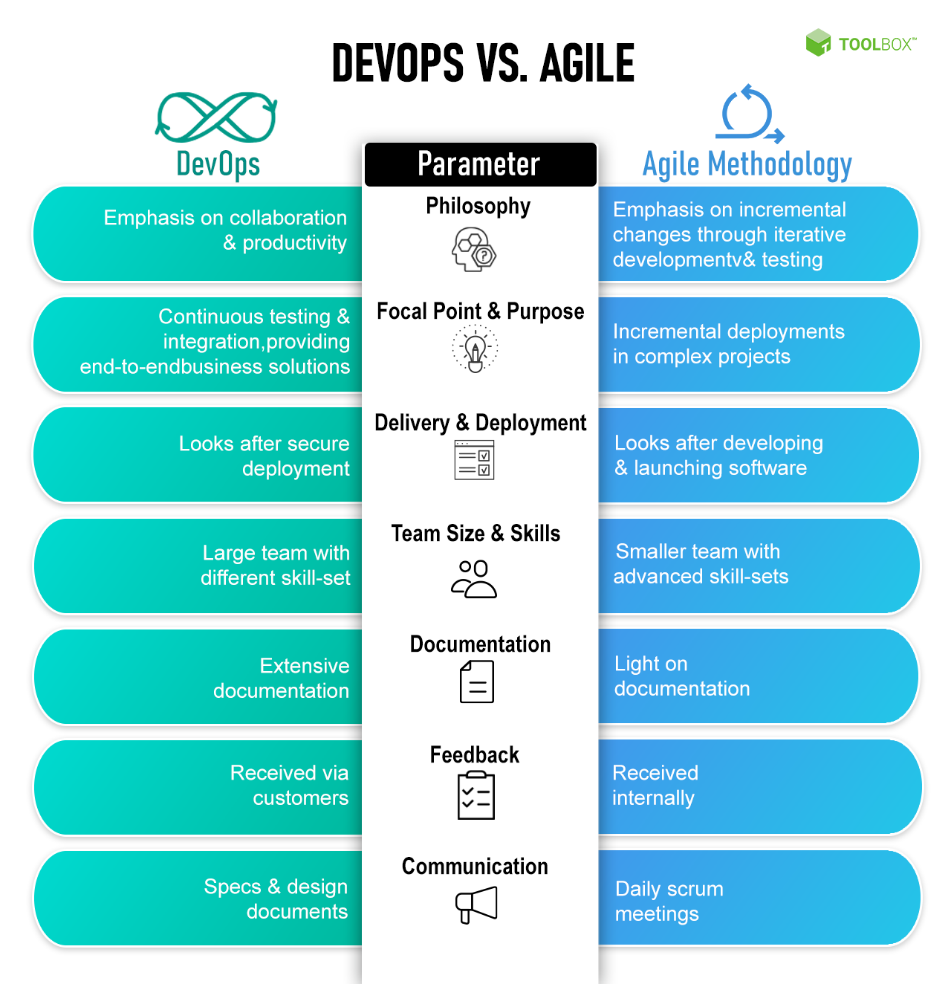 DEVOPS VS. AGILE
TOOLBOX™
DevOps
Parameter
Agile Methodology
Emphasis on collaboration
& productivity
Philosophy
Emphasis on incremental
changes through iterative
developmentv& testing
Continuous testing &
integration,providing
end-to-endbusiness solutions
Focal Point & Purpose
Incremental deployments
in complex projects
Looks after secure
deployment
Delivery & Deployment
Looks after developing
& launching software
Large team with
different skill-set
Team Size & Skills
Smaller team with
advanced skill-sets
Extensive
documentation
Documentation
Light on
documentation
Received via
customers
Feedback
Received
internally
Specs & design
documents
Communication
Daily scrum
meetings